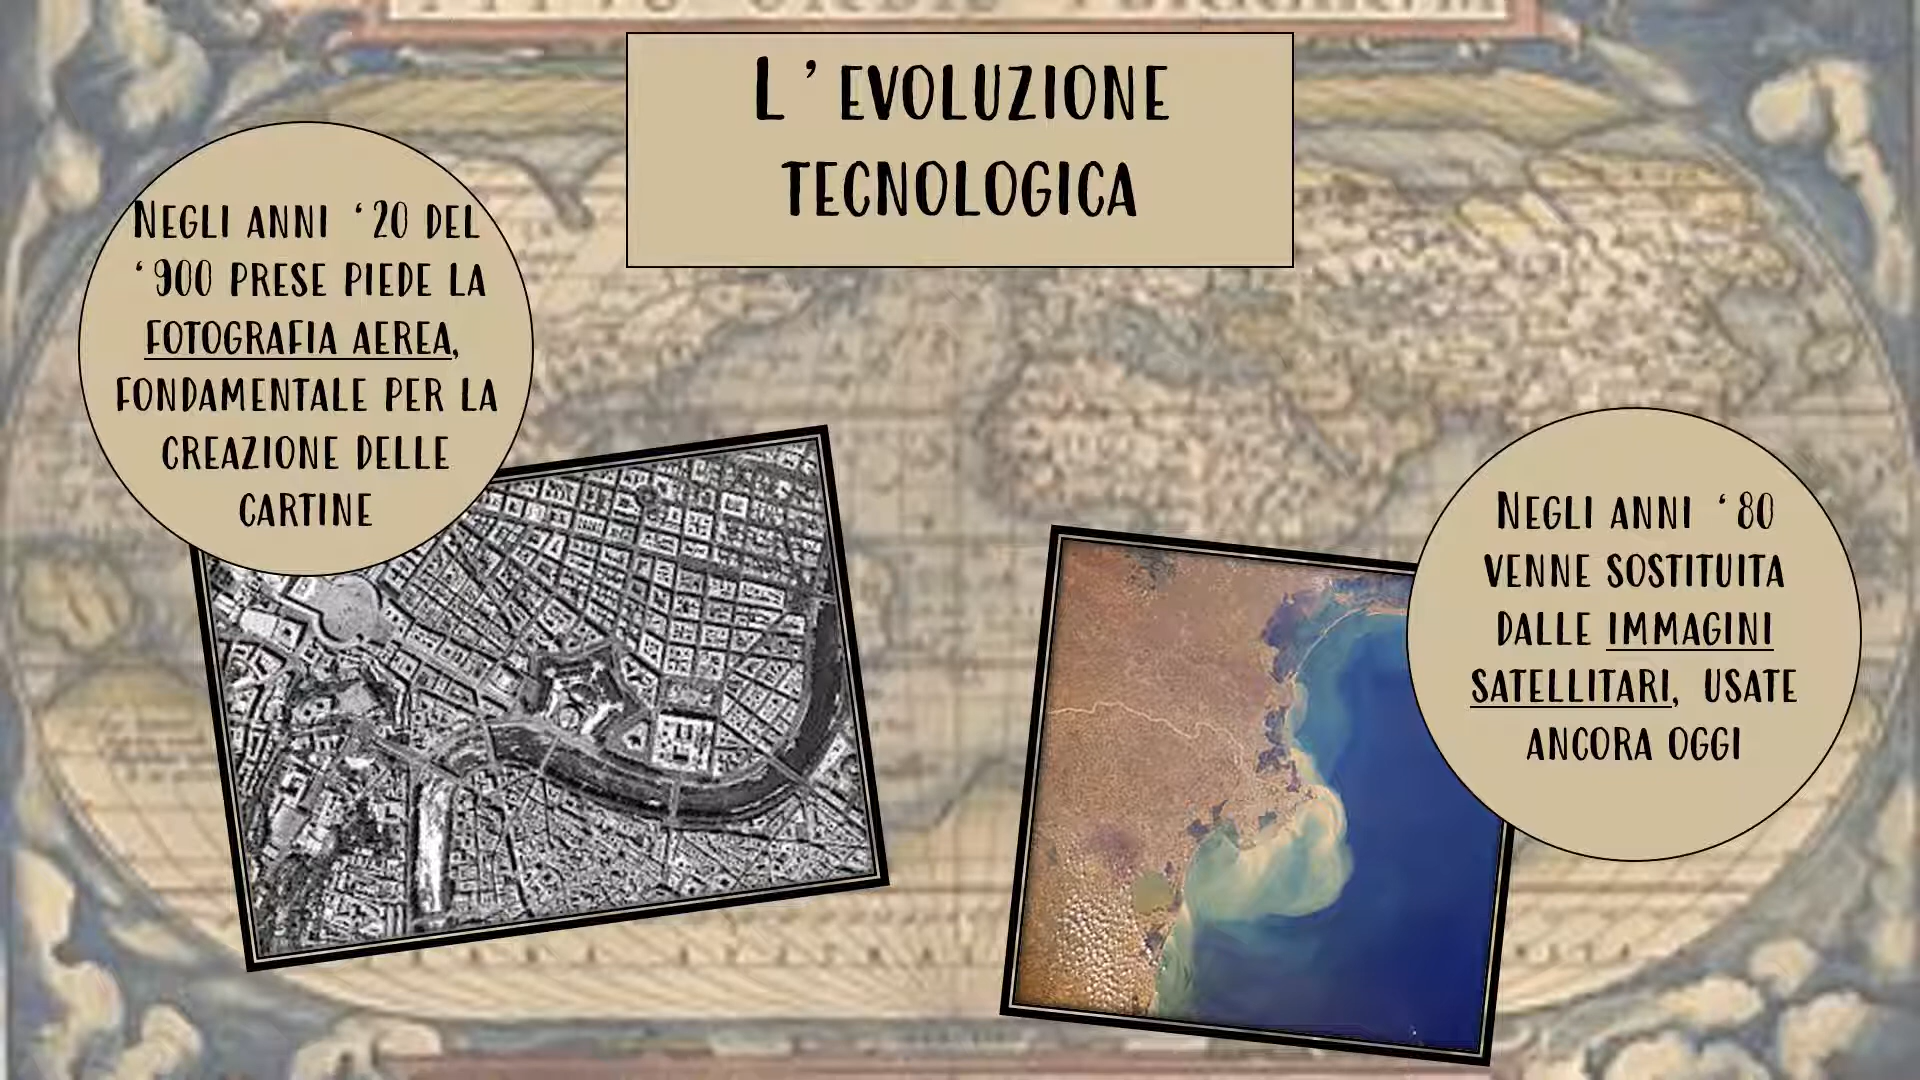 L'EVOLUZIONE
TECNOLOGICA
NEGLI ANNI ‘20 DEL
‘900 PRESE PIEDE LA
FOTOGRAFIA AEREA,
FONDAMENTALE PER LA
CREAZIONE DELLE
CARTINE
NEGLI ANNI ‘80
VENNE SOSTITUITA
DALLE IMMAGINI
SATELLITARI, USATE
ANCORA OGGI